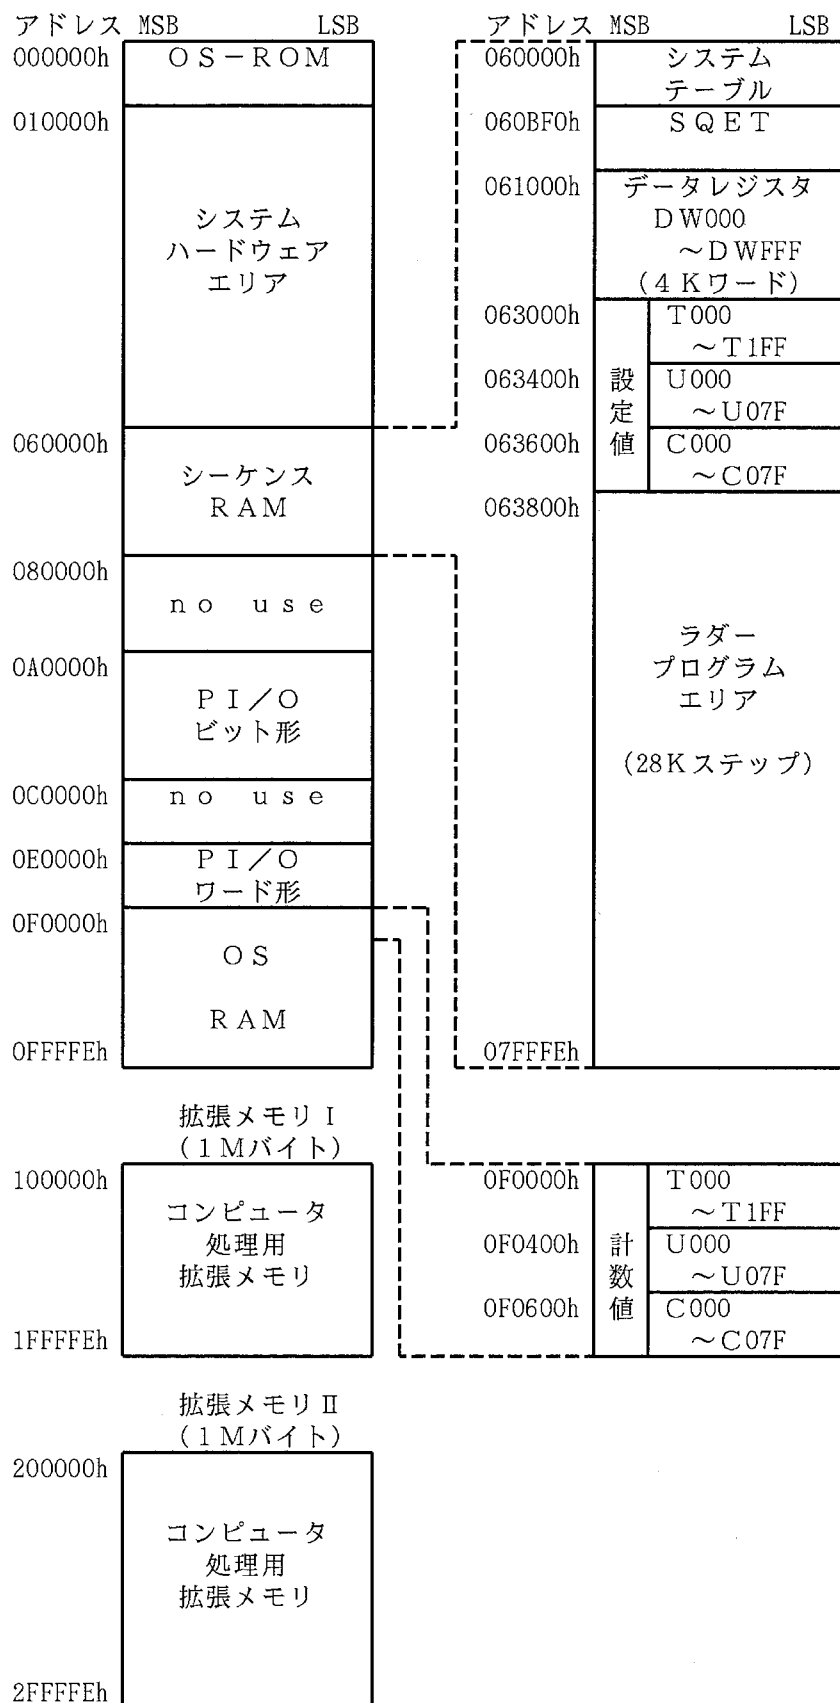 アドレス MSB LSB
000000h OS-ROM
010000h
システム
ハードウェア
エリア
060000h
シーケンス
RAM
080000h
no use
0A0000h
PI/O
ビット形
0C0000h no use
0E0000h PI/O
ワード形
0F0000h
OS
RAM
0FFFFEh
拡張メモリⅠ
(1Mバイト)
100000h
コンピュータ
処理用
拡張メモリ
1FFFFEh
拡張メモリⅡ
(1Mバイト)
200000h
コンピュータ
処理用
拡張メモリ
2FFFFEh
アドレス MSB LSB
060000h システム
テーブル
060BF0h SQET
061000h データレジスタ
DW000
~DWFFF
(4Kワード)
設定値
063000h T000
~T1FF
063400h U000
~U07F
063600h C000
~C07F
063800h
ラダー
プログラム
エリア
(28Kステップ)
07FFFEh
計数値
0F0000h T000
~T1FF
0F0400h U000
~U07F
0F0600h C000
~C07F